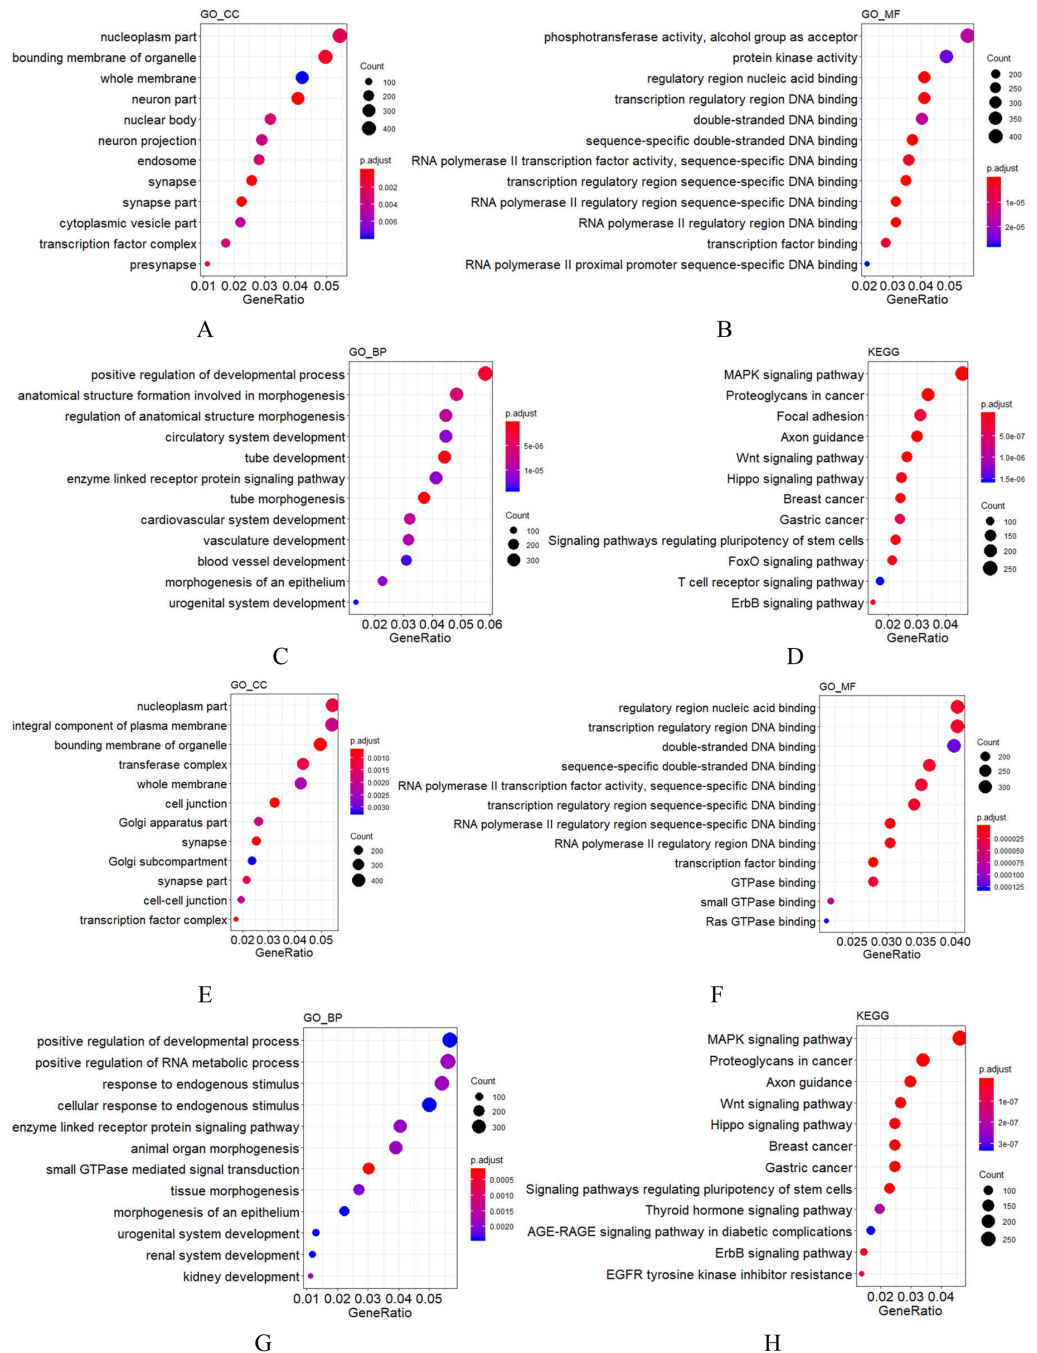 GO_CC
nucleoplasm part
bounding membrane of organelle
whole membrane
neuron part
nuclear body
neuron projection
endosome
synapse
synapse part
cytoplasmic vesicle part
transcription factor complex
presynapse
0.01 0.02 0.03 0.04 0.05
GeneRatio
Count
100
200
300
400
p.adjust
0.002
0.004
0.006
A
GO_MF
phosphotransferase activity, alcohol group as acceptor
protein kinase activity
regulatory region nucleic acid binding
transcription regulatory region DNA binding
double-stranded DNA binding
sequence-specific double-stranded DNA binding
RNA polymerase II transcription factor activity, sequence-specific DNA binding
transcription regulatory region sequence-specific DNA binding
RNA polymerase II regulatory region sequence-specific DNA binding
RNA polymerase II regulatory region DNA binding
transcription factor binding
RNA polymerase II proximal promoter sequence-specific DNA binding
0.02 0.03 0.04 0.05
GeneRatio
Count
200
250
300
350
400
p.adjust
1e-05
2e-05
B
GO_BP
positive regulation of developmental process
anatomical structure formation involved in morphogenesis
regulation of anatomical structure morphogenesis
circulatory system development
tube development
enzyme linked receptor protein signaling pathway
tube morphogenesis
cardiovascular system development
vasculature development
blood vessel development
morphogenesis of an epithelium
urogenital system development
0.02 0.03 0.04 0.05 0.06
GeneRatio
p.adjust
5e-06
1e-05
Count
100
200
300
C
KEGG
MAPK signaling pathway
Proteoglycans in cancer
Focal adhesion
Axon guidance
Wnt signaling pathway
Hippo signaling pathway
Breast cancer
Gastric cancer
Signaling pathways regulating pluripotency of stem cells
FoxO signaling pathway
T cell receptor signaling pathway
ErbB signaling pathway
0.02 0.03 0.04
GeneRatio
p.adjust
5.0e-07
1.0e-06
1.5e-06
Count
100
150
200
250
D
GO_CC
nucleoplasm part
integral component of plasma membrane
bounding membrane of organelle
transferase complex
whole membrane
cell junction
Golgi apparatus part
synapse
Golgi subcompartment
synapse part
cell-cell junction
transcription factor complex
0.02 0.03 0.04 0.05
GeneRatio
p.adjust
0.0010
0.0015
0.0020
0.0025
0.0030
Count
200
300
400
E
GO_MF
regulatory region nucleic acid binding
transcription regulatory region DNA binding
double-stranded DNA binding
sequence-specific double-stranded DNA binding
RNA polymerase II transcription factor activity, sequence-specific DNA binding
transcription regulatory region sequence-specific DNA binding
RNA polymerase II regulatory region sequence-specific DNA binding
RNA polymerase II regulatory region DNA binding
transcription factor binding
GTPase binding
small GTPase binding
Ras GTPase binding
0.025 0.030 0.035 0.040
GeneRatio
Count
200
250
300
p.adjust
0.000025
0.000050
0.000075
0.000100
0.000125
F
GO_BP
positive regulation of developmental process
positive regulation of RNA metabolic process
response to endogenous stimulus
cellular response to endogenous stimulus
enzyme linked receptor protein signaling pathway
animal organ morphogenesis
small GTPase mediated signal transduction
tissue morphogenesis
morphogenesis of an epithelium
urogenital system development
renal system development
kidney development
0.01 0.02 0.03 0.04 0.05
GeneRatio
Count
100
200
300
p.adjust
0.0005
0.0010
0.0015
0.0020
G
KEGG
MAPK signaling pathway
Proteoglycans in cancer
Axon guidance
Wnt signaling pathway
Hippo signaling pathway
Breast cancer
Gastric cancer
Signaling pathways regulating pluripotency of stem cells
Thyroid hormone signaling pathway
AGE-RAGE signaling pathway in diabetic complications
ErbB signaling pathway
EGFR tyrosine kinase inhibitor resistance
0.02 0.03 0.04
GeneRatio
p.adjust
1e-07
2e-07
3e-07
Count
100
150
200
250
H